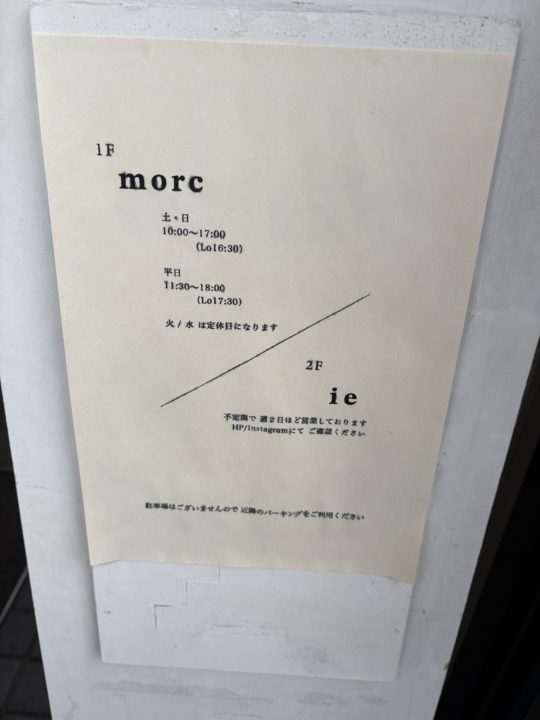 1F
morc
土・日
10:00〜17:00
(Lo16:30)
平日
11:30〜18:00
(Lo17:30)
火 / 水 は定休日になります
2F
ie
不定期で 週２日ほど営業しております
HP/Instagramにて ご確認ください
駐車場はございませんので 近隣のパーキングをご利用ください